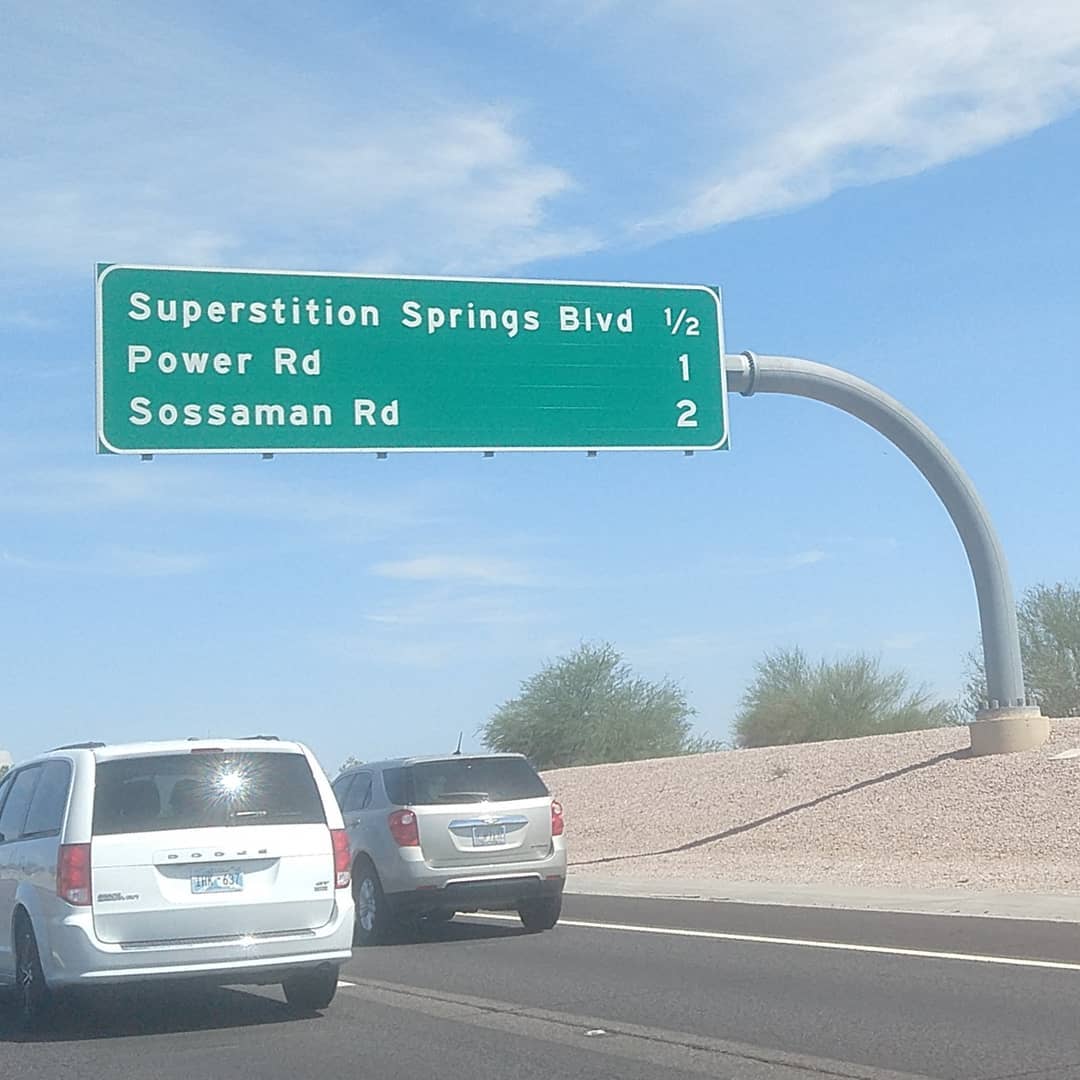 Superstition Springs Blvd ½
Power Rd 1
Sossaman Rd 2
DODGE